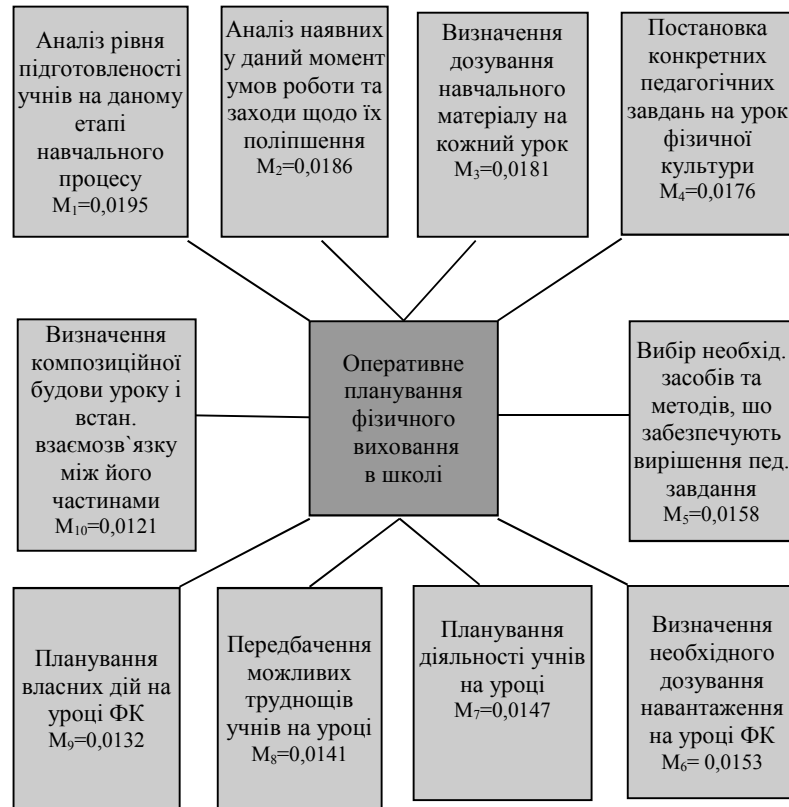 Аналіз рівня
підготовленості
учнів на даному
етапі
навчального
процесу
М₁=0,0195
Аналіз наявних
у даний момент
умов роботи та
заходи щодо їх
поліпшення
М₂=0,0186
Визначення
дозування
навчального
матеріалу на
кожний урок
М₃=0,0181
Постановка
конкретних
педагогічних
завдань на урок
фізичної
культури
М₄=0,0176
Визначення
композиційної
будови уроку і
встан.
взаємозв`язку
між його
частинами
М₁₀=0,0121
Оперативне
планування
фізичного
виховання
в школі
Вибір необхід.
засобів та
методів, шо
забезпечують
вирішення пед.
завдання
М₅=0,0158
Планування
власних дій на
уроці ФК
М₉=0,0132
Передбачення
можливих
труднощів
учнів на уроці
М₈=0,0141
Планування
діяльності учнів
на уроці
М₇=0,0147
Визначення
необхідного
дозування
навантаження
на уроці ФК
М₆= 0,0153